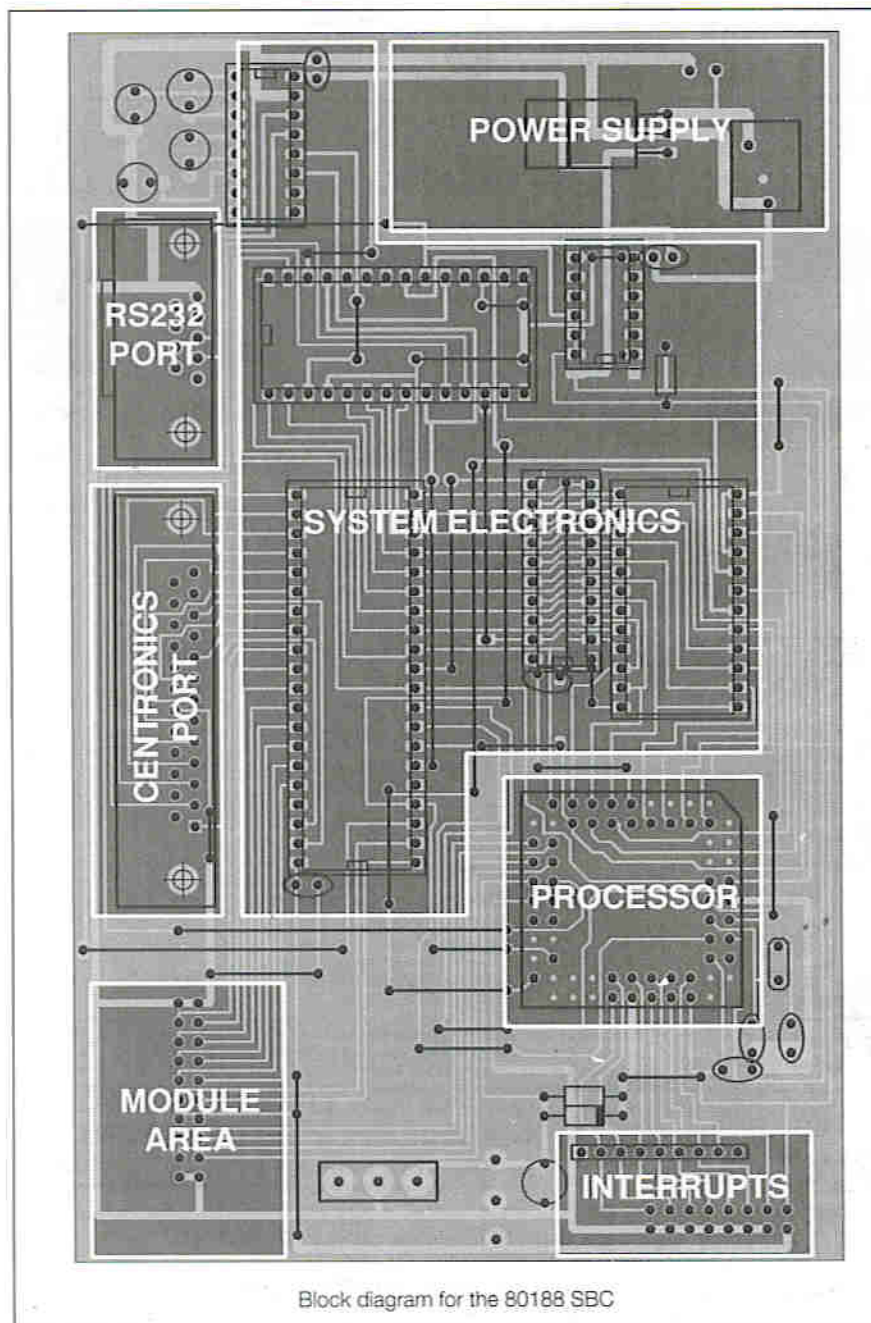 POWER SUPPLY
RS232
PORT
SYSTEM ELECTRONICS
CENTRONICS
PORT
PROCESSOR
MODULE
AREA
INTERRUPTS
Block diagram for the 80188 SBC